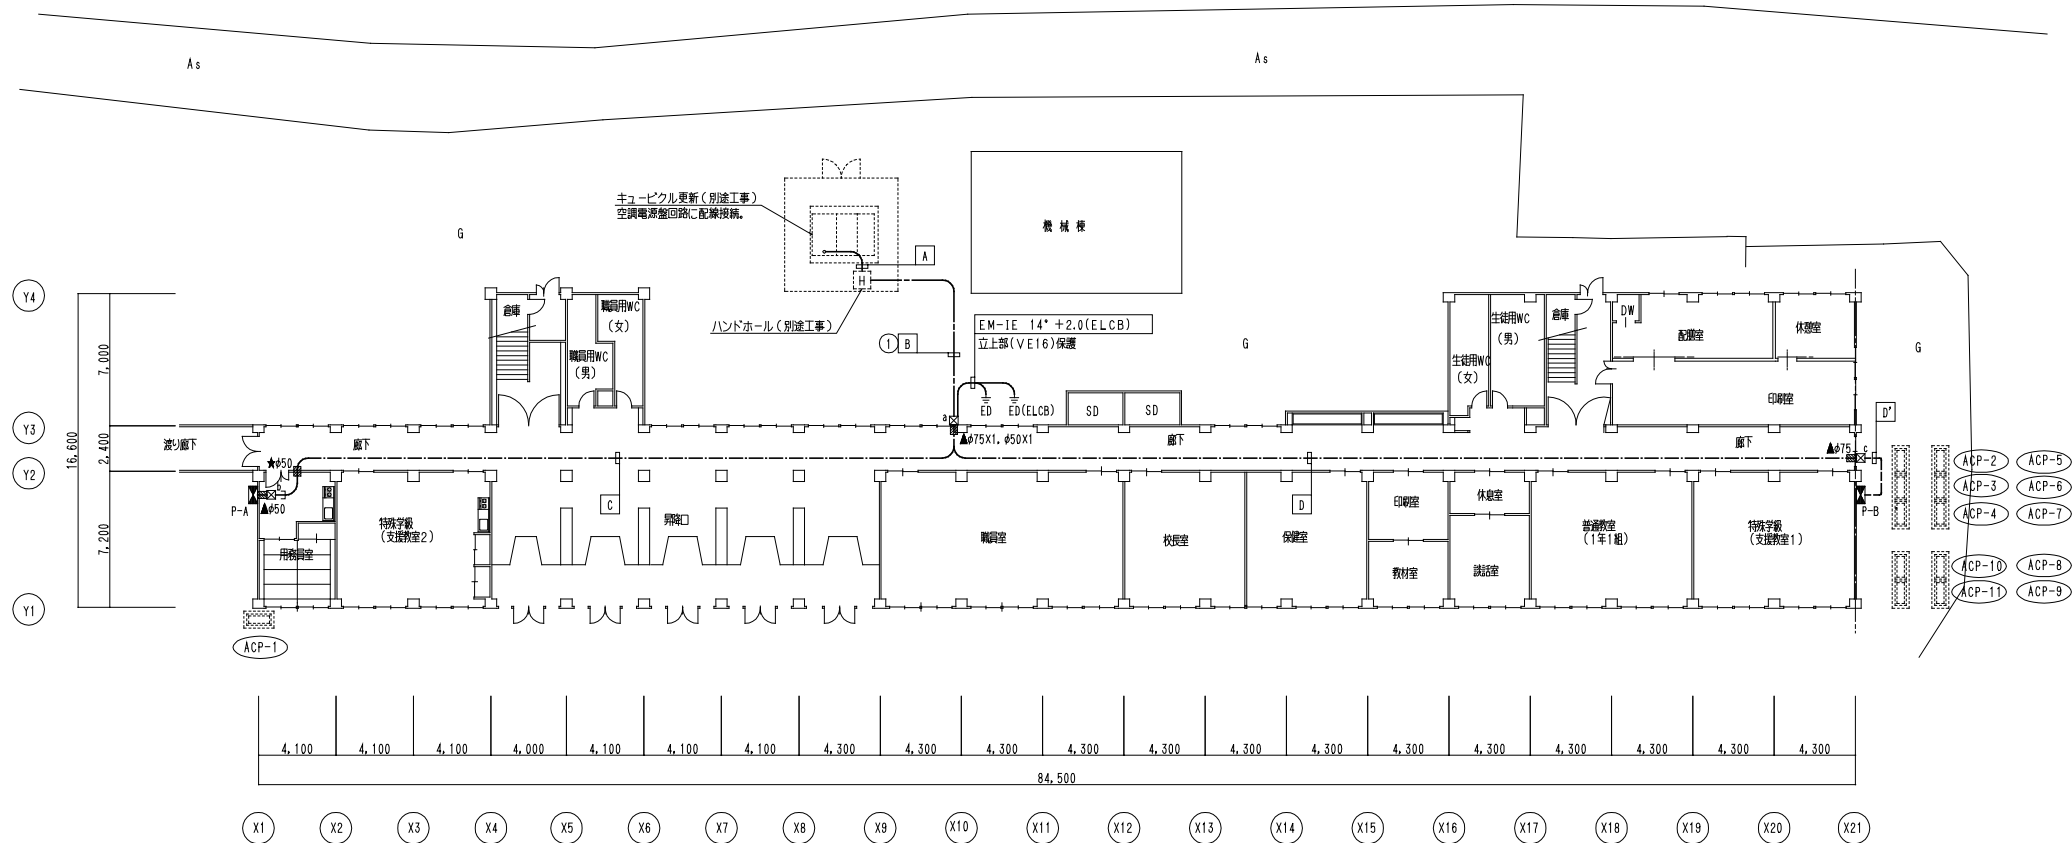 As
As
キュービクル更新(別途工事)
空調電源盤回路に配線接続。
G
機 械 棟
A
H
Y4
倉庫
職員用WC
(女)
ハンドホール(別途工事)
EM-IE 14° +2.0(ELCB)
立上部(VE16)保護
① B
G
職員用WC
(男)
生徒用WC
(男)
倉庫
DW
配膳室
休憩室
G
生徒用WC
(女)
7,000
ED
ED(ELCB)
SD
SD
印刷室
D'
a
Y3
渡り廊下
廊下
▲φ75X1, φ50X1
廊下
廊下
▲φ75
c
16,600
2,400
★φ50
Y2
ACP-2
ACP-5
ACP-3
ACP-6
ACP-4
ACP-7
b
P-A
▲φ50
C
D
P-B
印刷室
休息室
特殊学級
(支援教室2)
昇降口
職員室
校長室
保健室
普通教室
(1年1組)
特殊学級
(支援教室1)
7,200
用務員室
教材室
談話室
ACP-10
ACP-8
ACP-11
ACP-9
Y1
ACP-1
4,100
4,100
4,100
4,000
4,100
4,100
4,100
4,300
4,300
4,300
4,300
4,300
4,300
4,300
4,300
4,300
4,300
4,300
4,300
4,300
84,500
X1
X2
X3
X4
X5
X6
X7
X8
X9
X10
X11
X12
X13
X14
X15
X16
X17
X18
X19
X20
X21